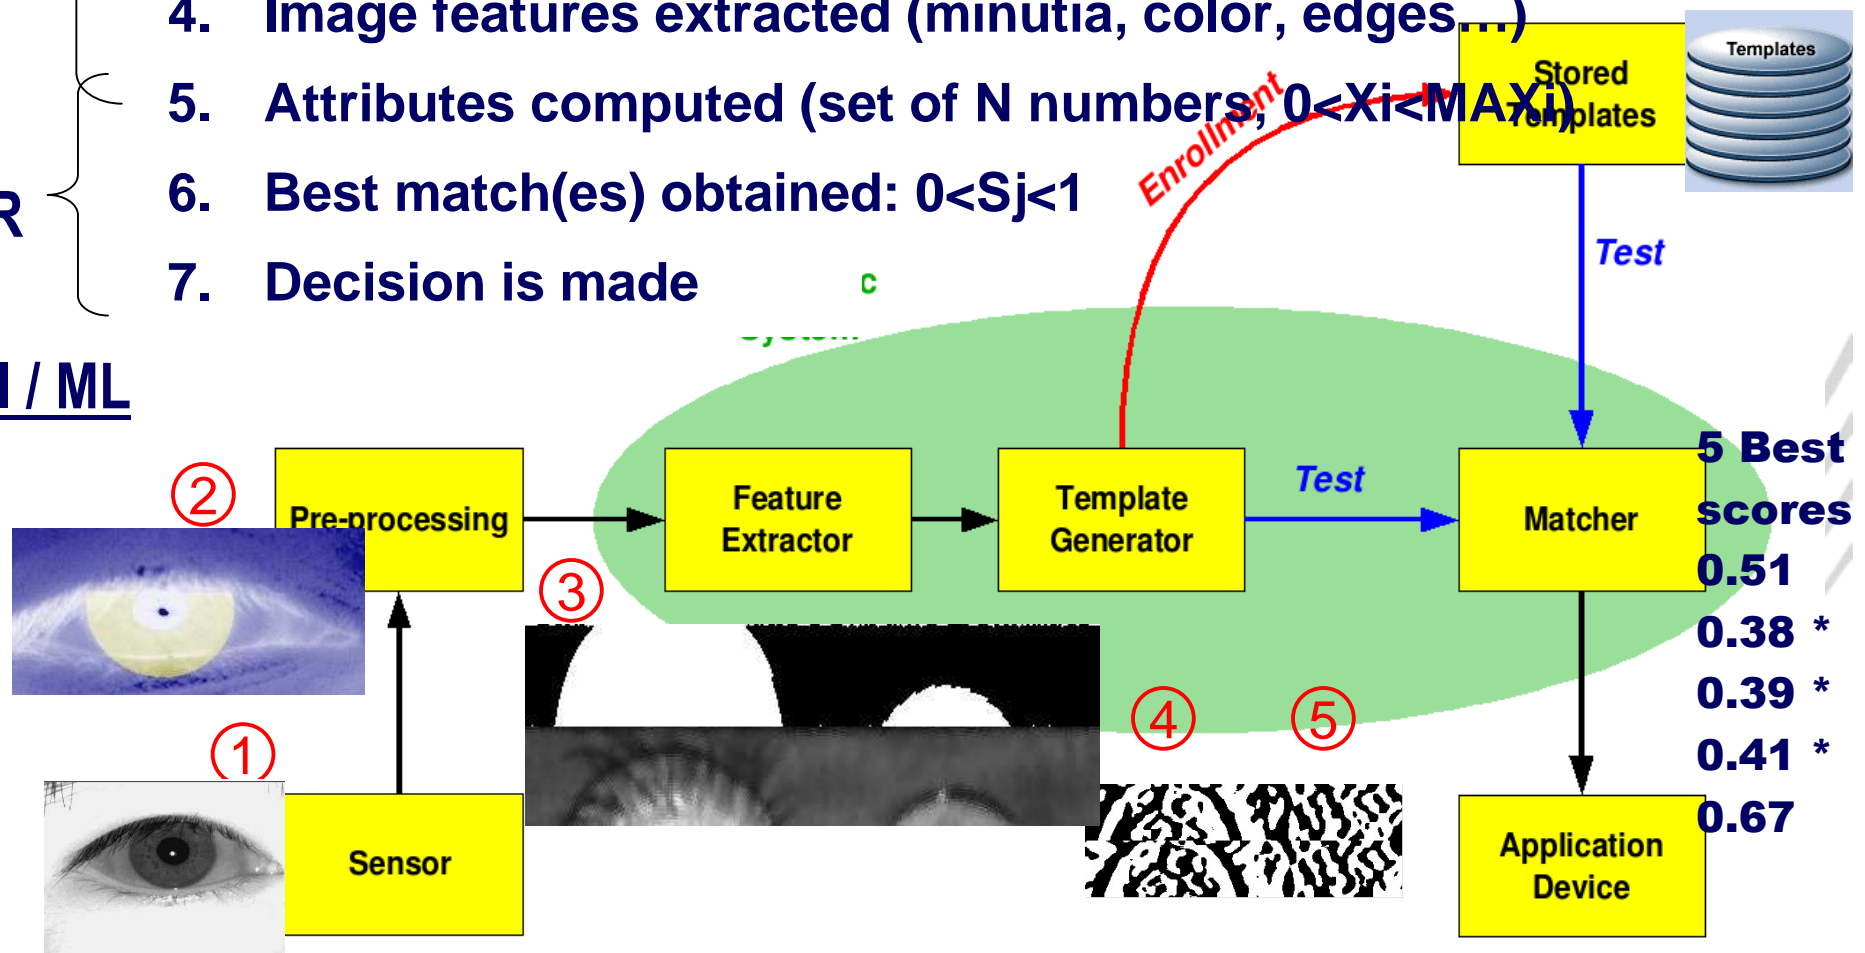 4. Image features extracted (minutia, color, edges…)
5. Attributes computed (set of N numbers, 0<Xi<MAXi)
6. Best match(es) obtained: 0<Sj<1
7. Decision is made
R
/ ML
c
System
Enrollment
Stored
Templates
Templates
Test
②
Pre-processing
Feature
Extractor
Template
Generator
Test
Matcher
5 Best
scores
0.51
0.38 *
0.39 *
0.41 *
0.67
③
①
④
⑤
Sensor
Application
Device